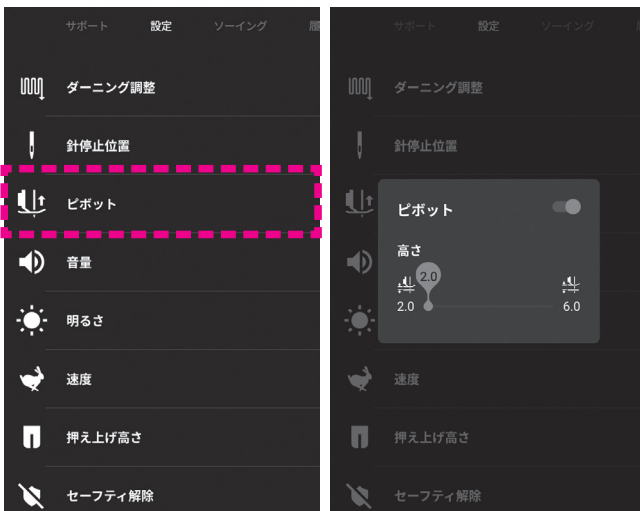 サポート 設定 ソーイング
ダーニング調整
針停止位置
ピボット
音量
明るさ
速度
押え上げ高さ
セーフティ解除
サポート 設定 ソーイング
ダーニング調整
針停止位置
ピボット
高さ
2.0
2.0 6.0
速度
押え上げ高さ
セーフティ解除